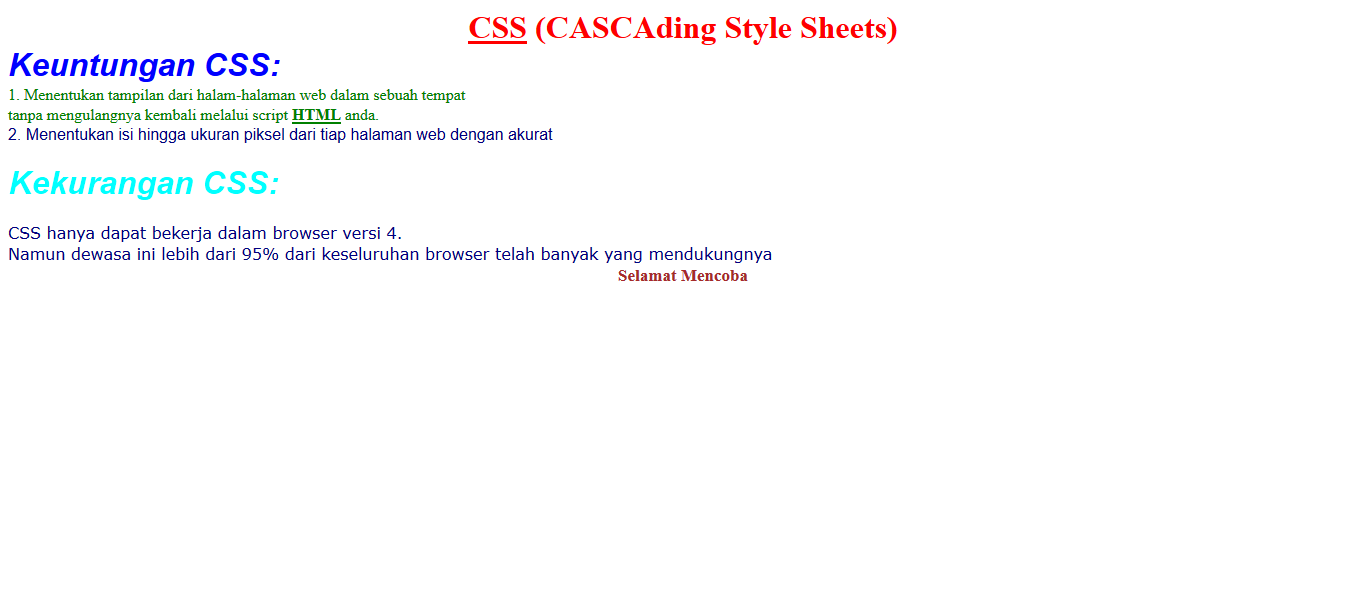 CSS (CASCAding Style Sheets)
Keuntungan CSS:
1. Menentukan tampilan dari halam-halaman web dalam sebuah tempat
tanpa mengulangnya kembali melalui script HTML anda.
2. Menentukan isi hingga ukuran piksel dari tiap halaman web dengan akurat
Kekurangan CSS:
CSS hanya dapat bekerja dalam browser versi 4.
Namun dewasa ini lebih dari 95% dari keseluruhan browser telah banyak yang mendukungnya
Selamat Mencoba